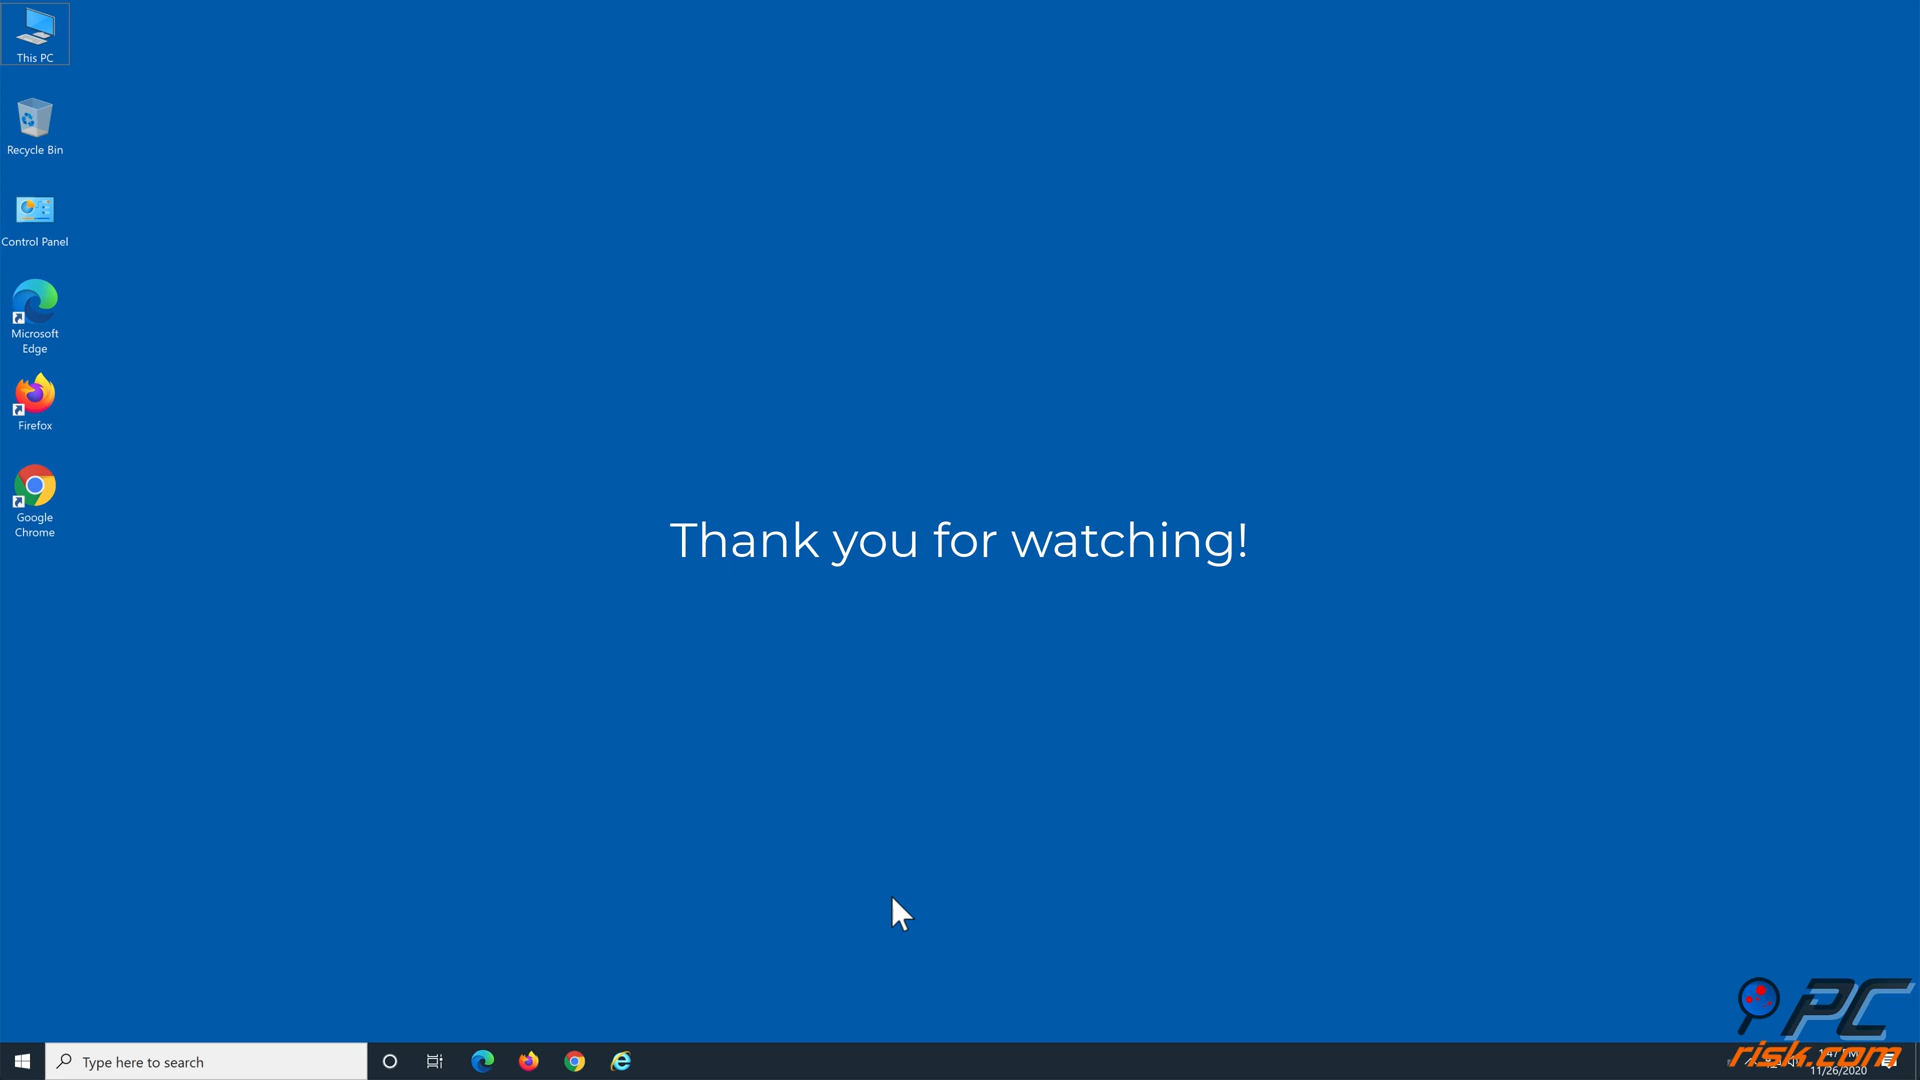 This PC
Recycle Bin
Control Panel
Microsoft
Edge
Firefox
Google
Chrome
Thank you for watching!
PC
risk.com
Type here to search
11/26/2020